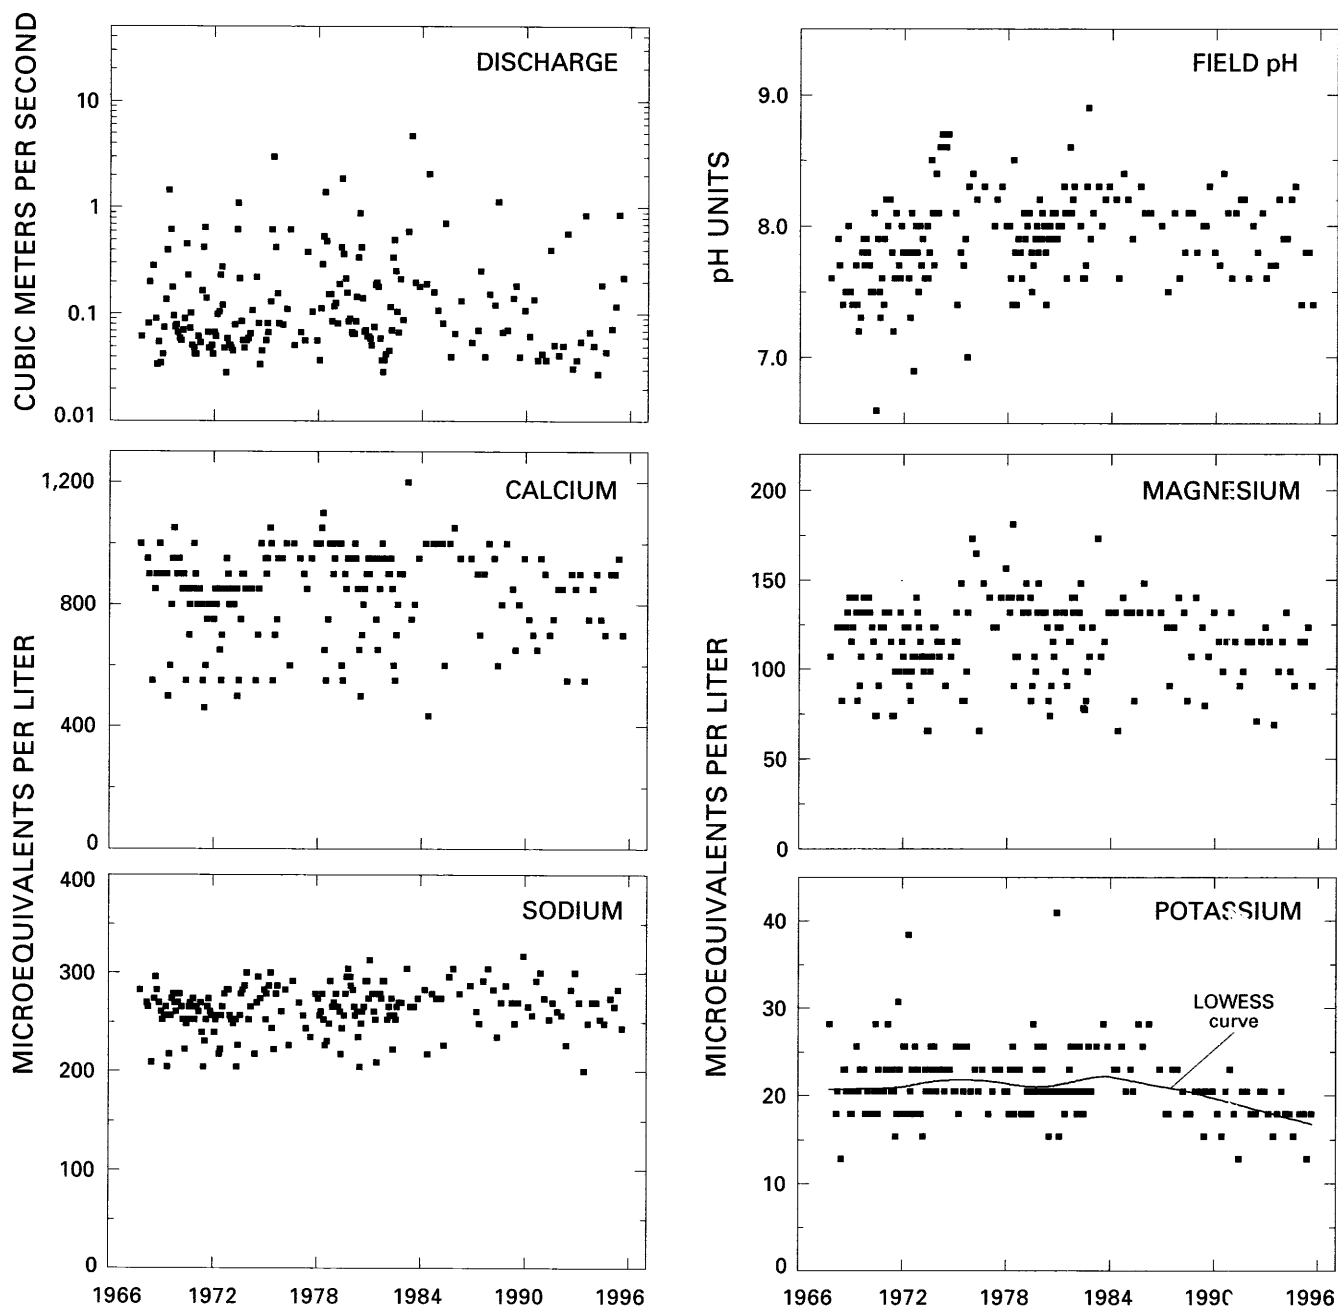 CUBIC METERS PER SECOND
DISCHARGE
10
1
0.1
0.01
pH UNITS
FIELD pH
9.0
8.0
7.0
MICROEQUIVALENTS PER LITER
CALCIUM
1,200
800
400
0
MICROEQUIVALENTS PER LITER
MAGNESIUM
200
150
100
50
0
SODIUM
400
300
200
100
0
1966 1972 1978 1984 1990 1996
POTASSIUM
40
30
20
10
0
LOWESS
curve
1966 1972 1978 1984 1990 1996